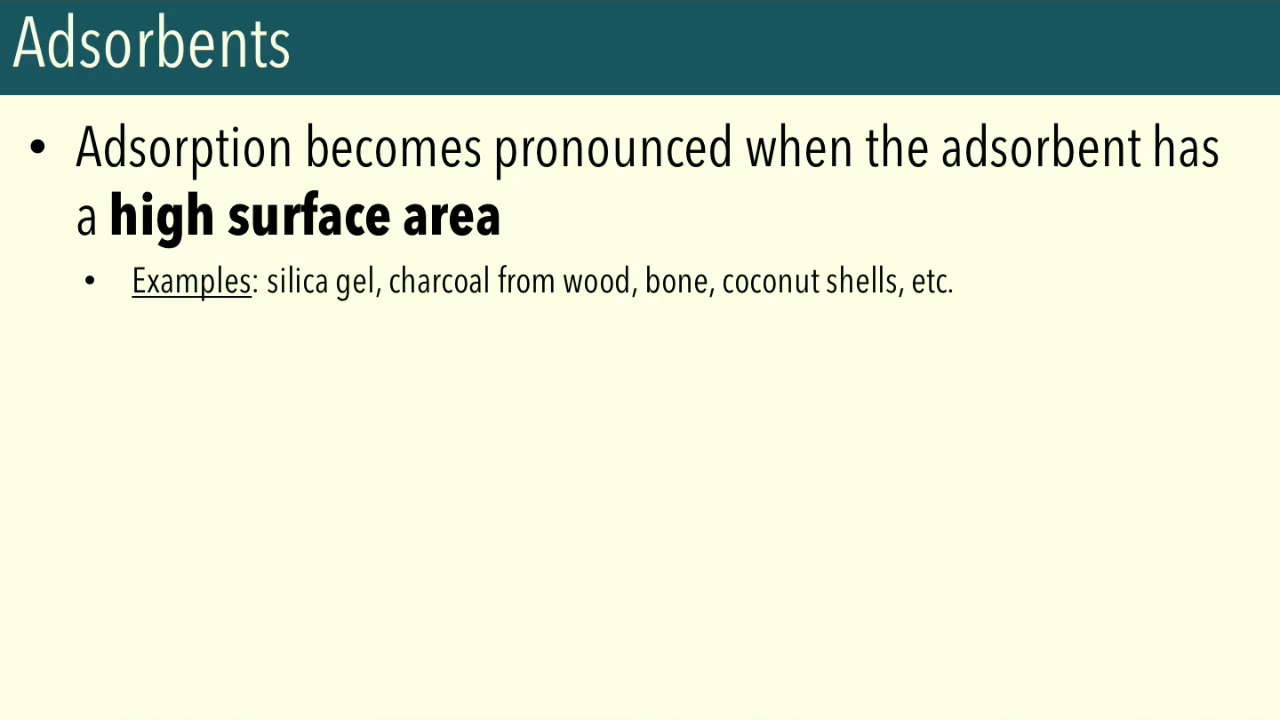 Adsorbents
• Adsorption becomes pronounced when the adsorbent has
a high surface area
• Examples: silica gel, charcoal from wood, bone, coconut shells, etc.